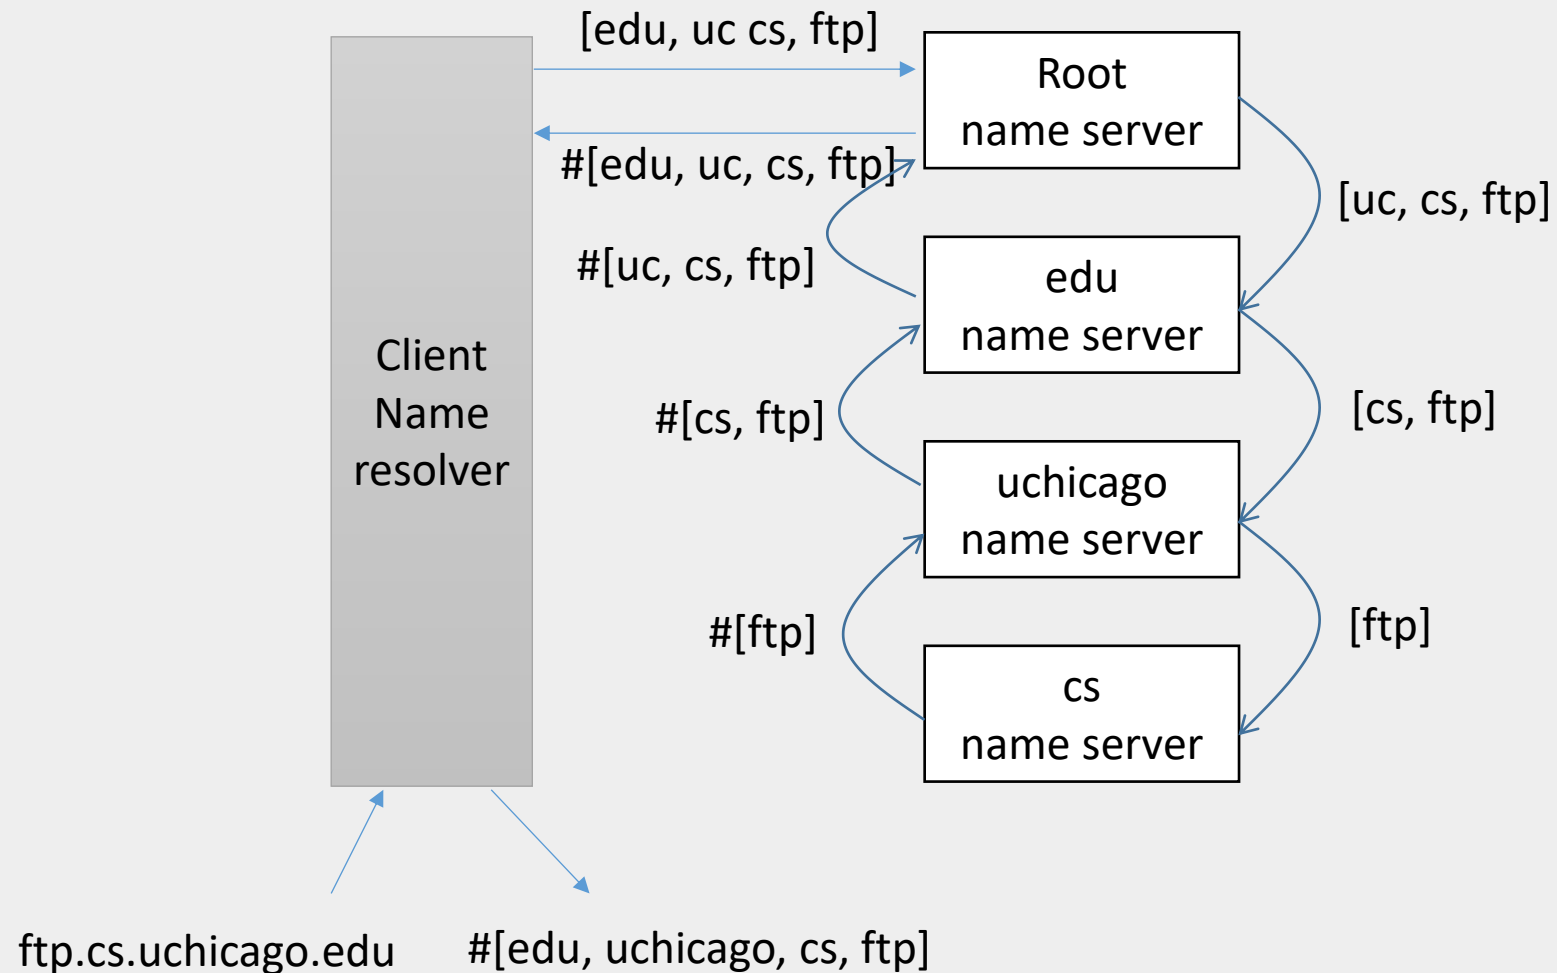 [edu, uc cs, ftp]
Root
name server
#[edu, uc, cs, ftp]
[uc, cs, ftp]
#[uc, cs, ftp]
edu
name server
Client
Name
resolver
#[cs, ftp]
[cs, ftp]
uchicago
name server
#[ftp]
[ftp]
cs
name server
ftp.cs.uchicago.edu
#[edu, uchicago, cs, ftp]